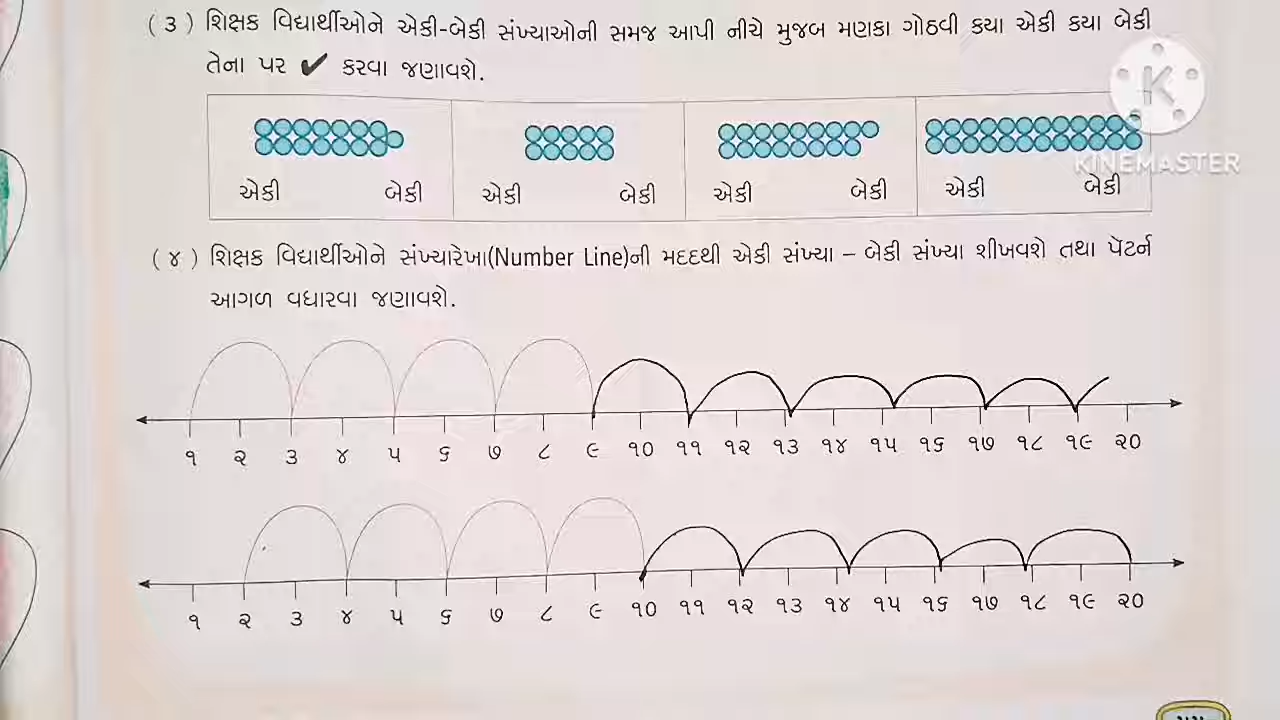 (૩) શિક્ષક વિદ્યાર્થીઓને એકી-બેકી સંખ્યાઓની સમજ આપી નીચે મુજબ મણકા ગોઠવી કયા એકી કયા બેકી
તેના પર ✔ કરવા જણાવશે.
K
KINEMASTER
એકી બેકી એકી બેકી એકી બેકી એકી બેકી
(૪) શિક્ષક વિદ્યાર્થીઓને સંખ્યારેખા(Number Line)ની મદદથી એકી સંખ્યા – બેકી સંખ્યા શીખવશે તથા પેટર્ન
આગળ વધારવા જણાવશે.
૧ ૨ ૩ ૪ ૫ ૬ ૭ ૮ ૯ ૧૦ ૧૧ ૧૨ ૧૩ ૧૪ ૧૫ ૧૬ ૧૭ ૧૮ ૧૯ ૨૦
૧ ૨ ૩ ૪ ૫ ૬ ૭ ૮ ૯ ૧૦ ૧૧ ૧૨ ૧૩ ૧૪ ૧૫ ૧૬ ૧૭ ૧૮ ૧૯ ૨૦